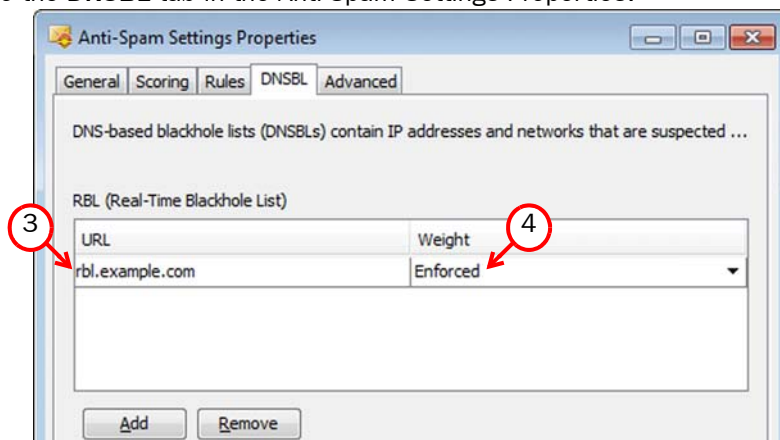 the DNSBL tab in the Anti-Spam Settings Properties.
Anti-Spam Settings Properties
General Scoring Rules DNSBL Advanced
DNS-based blackhole lists (DNSBLs) contain IP addresses and networks that are suspected ...
RBL (Real-Time Blackhole List)
3 4
URL Weight
rbl.example.com Enforced
Add Remove